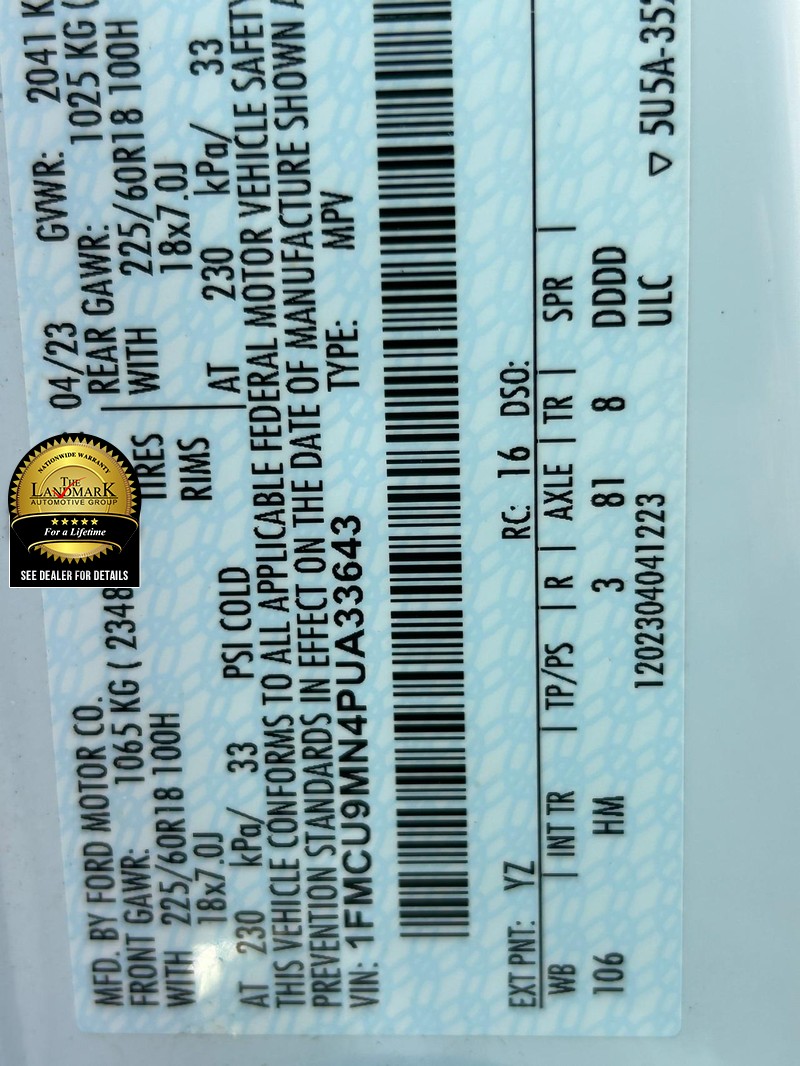 MFD. BY FORD MOTOR CO.
04/23 GVWR: 2041 K
FRONT GAWR: 1065 KG ( 2348
REAR GAWR: 1025 KG (
WITH 225/60R18 100H TIRES
WITH 225/60R18 100H
18x7.0J RIMS
18x7.0J
AT 230 kPa/ 33 PSI COLD
AT 230 kPa/ 33
THIS VEHICLE CONFORMS TO ALL APPLICABLE FEDERAL MOTOR VEHICLE SAFETY
PREVENTION STANDARDS IN EFFECT ON THE DATE OF MANUFACTURE SHOWN A
VIN: 1FMCU9MN4PUA33643 TYPE: MPV
EXT PNT: YZ RC: 16 DSO:
WB | INT TR | TP/PS | R | AXLE | TR | SPR |
106 HM 3 81 8 DDDD
1202304041223 ULC
▽ 5U5A-352
NATIONWIDE WARRANTY
THE
LANDMARK
AUTOMOTIVE GROUP
For a Lifetime
SEE DEALER FOR DETAILS